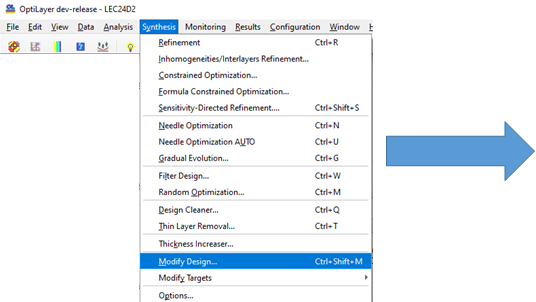 OptiLayer dev-release - LEC24D2
File Edit View Data Analysis Synthesis Monitoring Results Configuration Window
Refinement Ctrl+R
Inhomogeneities/Interlayers Refinement...
Constrained Optimization...
Formula Constrained Optimization...
Sensitivity-Directed Refinement.... Ctrl+Shift+S
Needle Optimization Ctrl+N
Needle Optimization AUTO Ctrl+U
Gradual Evolution... Ctrl+G
Filter Design... Ctrl+W
Random Optimization... Ctrl+M
Design Cleaner... Ctrl+Q
Thin Layer Removal... Ctrl+T
Thickness Increaser...
Modify Design... Ctrl+Shift+M
Modify Targets
Options...